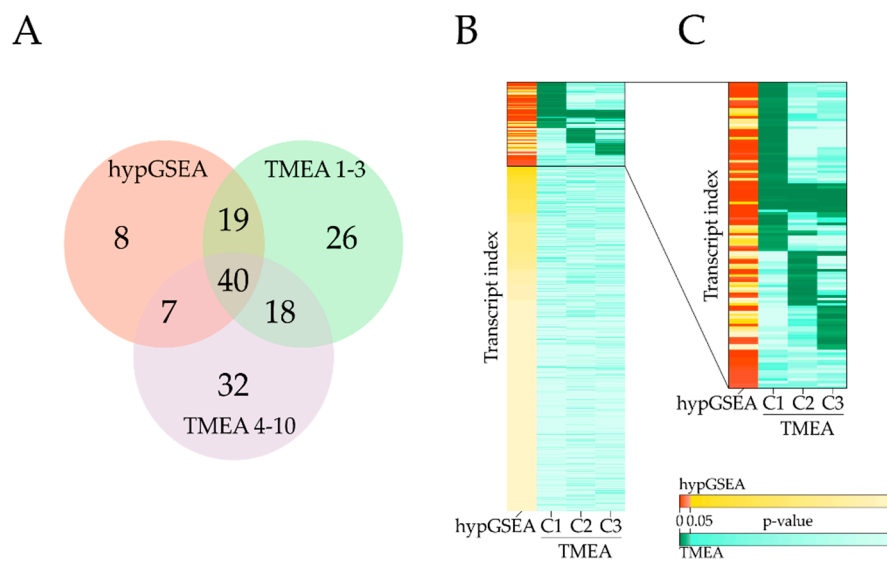 A
B
C
hypGSEA
TMEA 1-3
8
19
26
40
7
18
32
TMEA 4-10
Transcript index
hypGSEA
C1
C2
C3
TMEA
Transcript index
hypGSEA
C1
C2
C3
TMEA
hypGSEA
0 0.05
p-value
TMEA